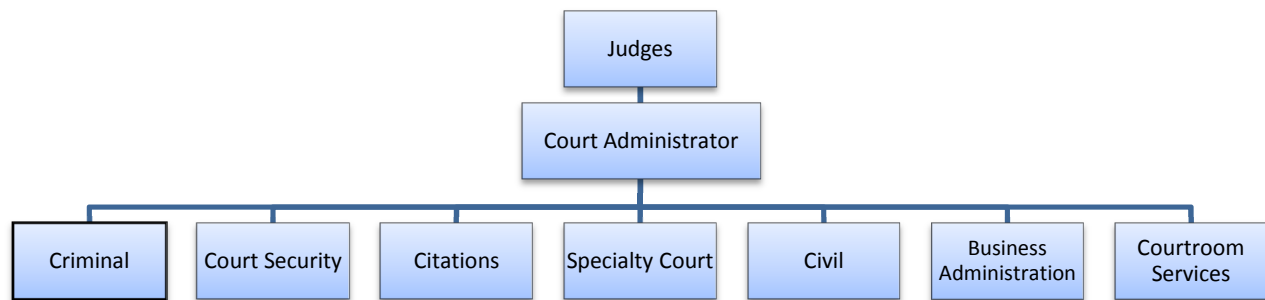 Judges
Court Administrator
Criminal
Court Security
Citations
Specialty Court
Civil
Business
Administration
Courtroom
Services